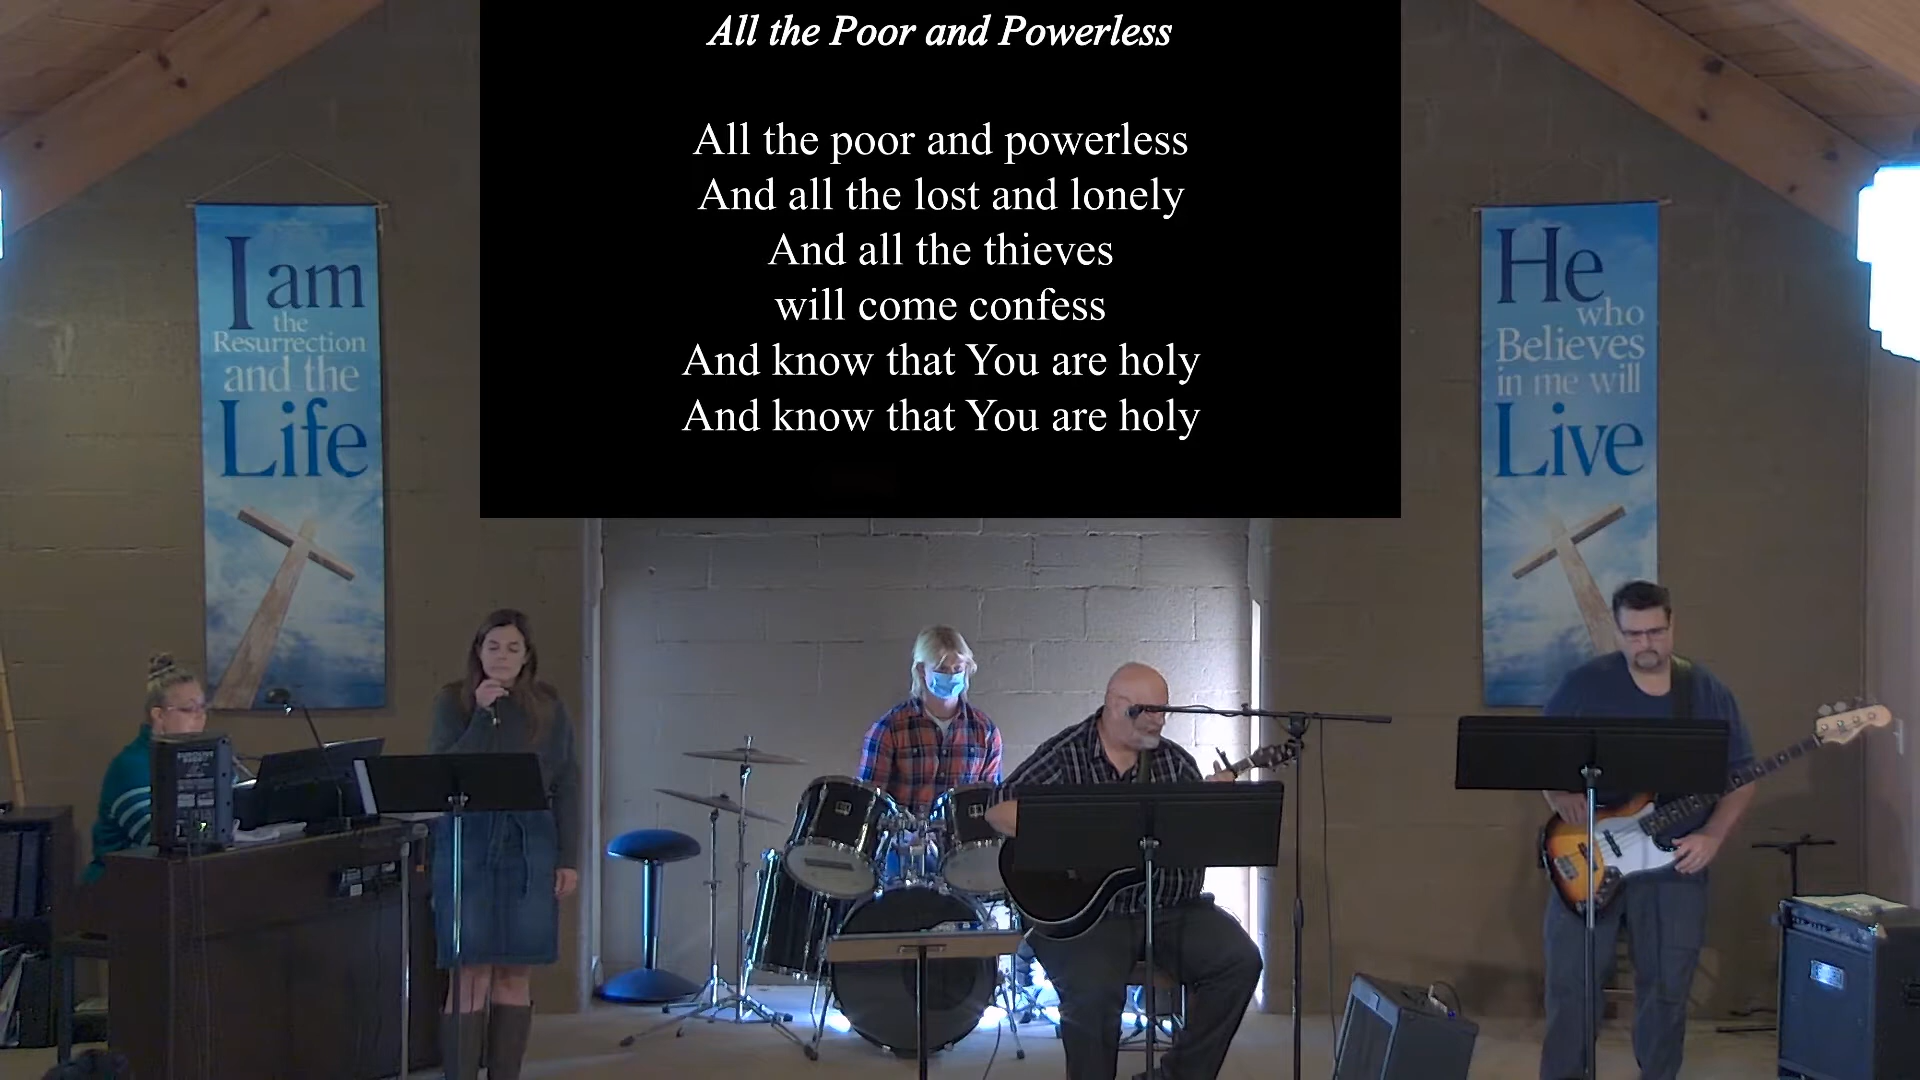 All the Poor and Powerless
All the poor and powerless
And all the lost and lonely
And all the thieves
will come confess
And know that You are holy
And know that You are holy
I am
the
Resurrection
and the
Life
He
who
Believes
in me will
Live